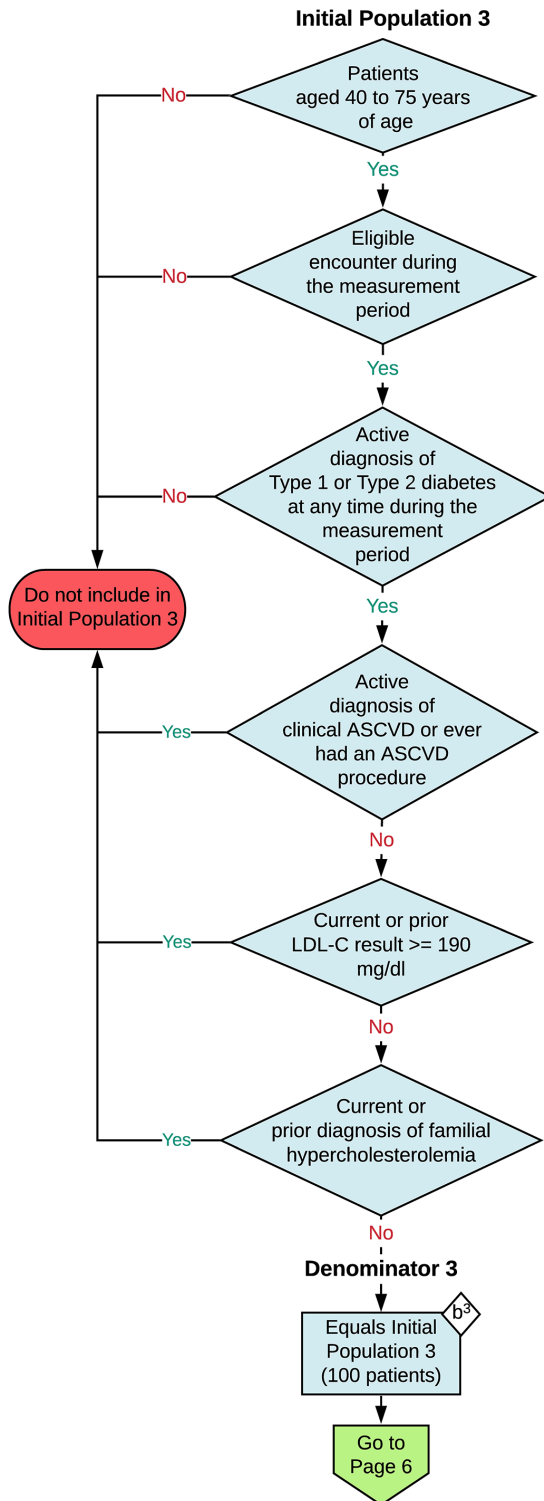 Initial Population 3
Patients
aged 40 to 75 years
of age
No
Yes
Eligible
encounter during
the measurement
period
No
Yes
Active
diagnosis of
Type 1 or Type 2 diabetes
at any time during the
measurement
period
No
Do not include in
Initial Population 3
Yes
Active
diagnosis of
clinical ASCVD or ever
had an ASCVD
procedure
Yes
No
Current or prior
LDL-C result >= 190
mg/dl
Yes
No
Current or
prior diagnosis of familial
hypercholesterolemia
Yes
No
Denominator 3
b³
Equals Initial
Population 3
(100 patients)
Go to
Page 6